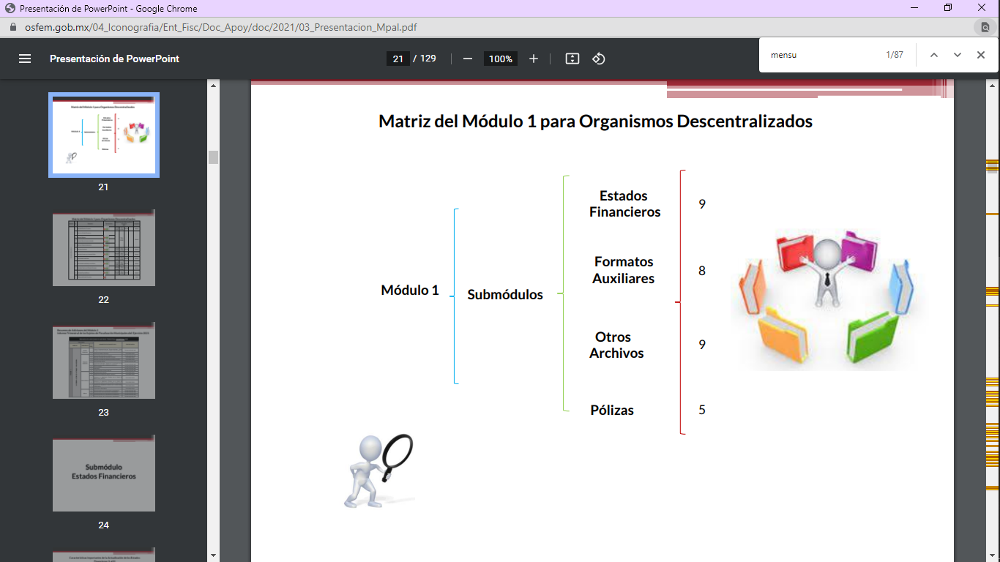 Presentación de PowerPoint - Google Chrome
osfem.gob.mx/04_Iconografia/Ent_Fisc/Doc_Apoy/doc/2021/03_Presentacion_Mpal.pdf
Presentación de PowerPoint
21 / 129
100%
mensu
1/87
Matriz del Módulo 1 para Organismos Descentralizados
Módulo 1
Submódulos
Estados
Financieros
9
Formatos
Auxiliares
8
Otros
Archivos
9
Pólizas
5
21
22
23
Submódulo
Estados Financieros
24